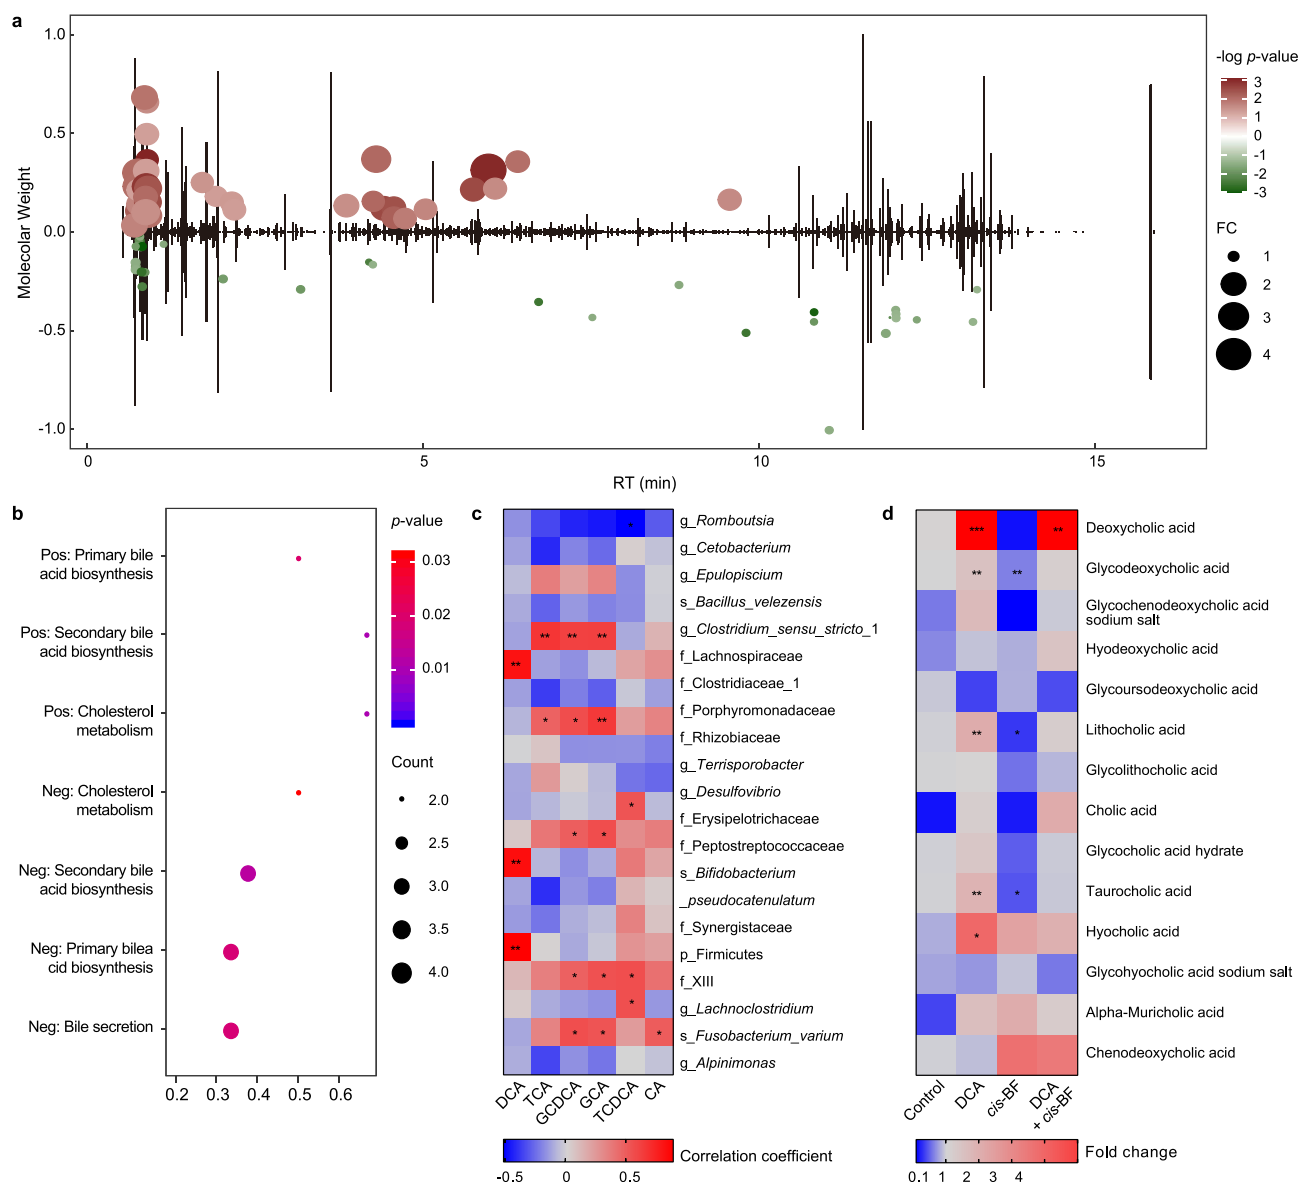 a
1.0
0.5
0.0
-0.5
-1.0
Molecolar Weight
0
5
10
15
RT (min)
-log p-value
3
2
1
0
-1
-2
-3
FC
1
2
3
4
b
Pos: Primary bile
acid biosynthesis
Pos: Secondary bile
acid biosynthesis
Pos: Cholesterol
metabolism
Neg: Cholesterol
metabolism
Neg: Secondary bile
acid biosynthesis
Neg: Primary bilea
cid biosynthesis
Neg: Bile secretion
0.2
0.4
0.6
p-value
0.03
0.02
0.01
Count
2.0
2.5
3.0
3.5
4.0
c
*
** ** **
**
* * **
*
* *
**
**
* * *
*
* * *
g_Romboutsia
g_Cetobacterium
g_Epulopiscium
s_Bacillus_velezensis
g_Clostridium_sensu_stricto_1
f_Lachnospiraceae
f_Clostridiaceae_1
f_Porphyromonadaceae
f_Rhizobiaceae
g_Terrisporobacter
g_Desulfovibrio
f_Erysipelotrichaceae
f_Peptostreptococcaceae
s_Bifidobacterium
_pseudocatenulatum
f_Synergistaceae
p_Firmicutes
f_XIII
g_Lachnoclostridium
s_Fusobacterium_varium
g_Alpinimonas
DCA
TCA
GCDCA
GCA
TCDCA
CA
-0.5
0
0.5
Correlation coefficient
d
*** **
** **
** *
** *
*
Deoxycholic acid
Glycodeoxycholic acid
Glycochenodeoxycholic acid
sodium salt
Hyodeoxycholic acid
Glycoursodeoxycholic acid
Lithocholic acid
Glycolithocholic acid
Cholic acid
Glycocholic acid hydrate
Taurocholic acid
Hyocholic acid
Glycohyocholic acid sodium salt
Alpha-Muricholic acid
Chenodeoxycholic acid
Control
DCA
cis-BF
DCA
+ cis-BF
0.1
1
2
3
4
Fold change